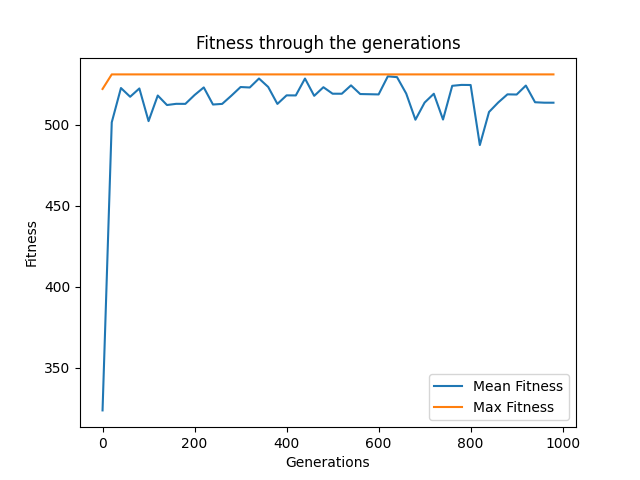 Fitness through the generations
Fitness
500
450
400
350
0
200
400
600
800
1000
Generations
Mean Fitness
Max Fitness